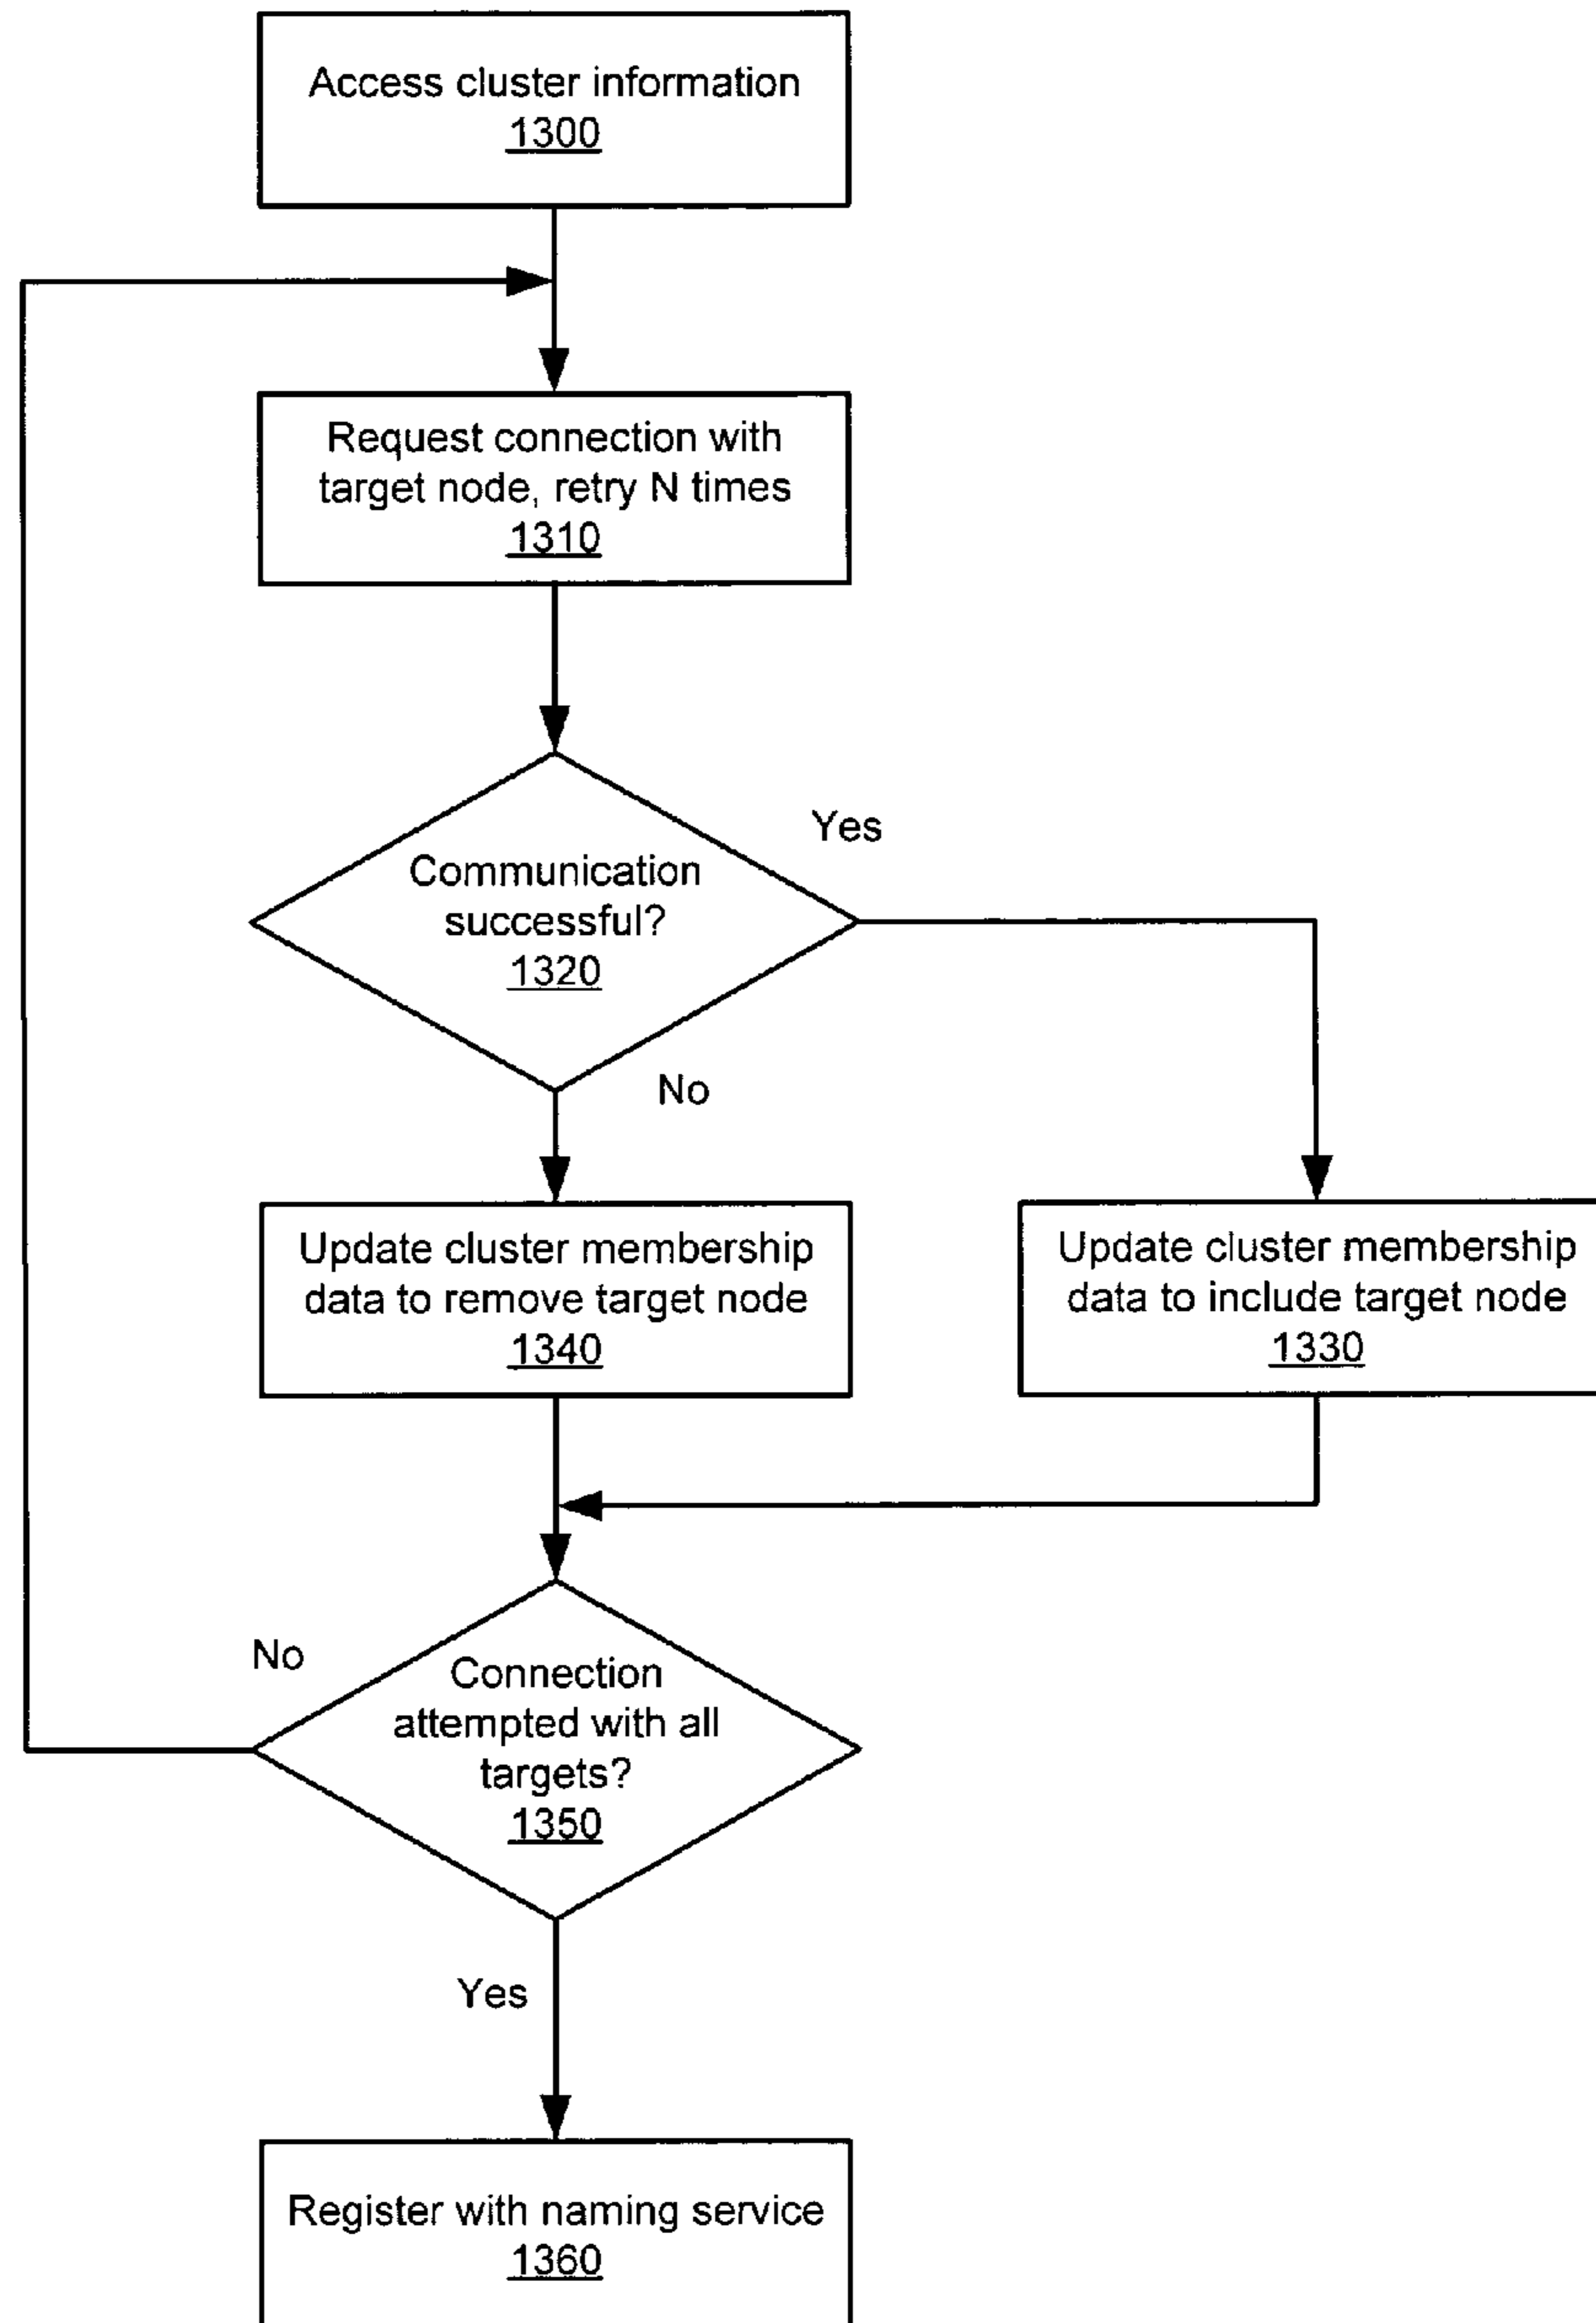 Access cluster information
1300
Request connection with
target node, retry N times
1310
Communication
successful?
1320
Yes
No
Update cluster membership
data to remove target node
1340
Update cluster membership
data to include target node
1330
No
Connection
attempted with all
targets?
1350
Yes
Register with naming service
1360